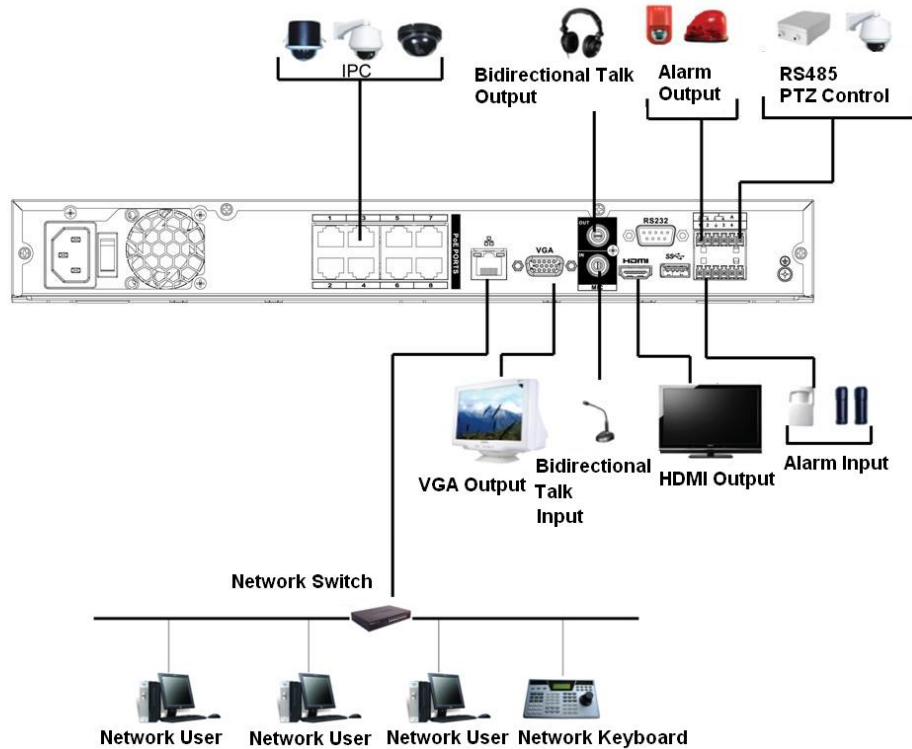 IPC
Bidirectional Talk
Output
Alarm
Output
RS485
PTZ Control
1 3 5 7
2 4 6 8
PoE PORTS
VGA
OUT
IN
MIC
RS232
HDMI
SS
VGA Output
Bidirectional
Talk
Input
HDMI Output
Alarm Input
Network Switch
Network User
Network User
Network User
Network Keyboard